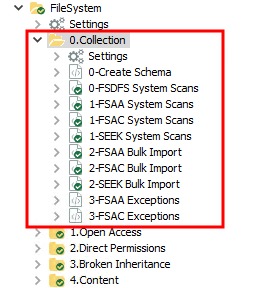 FileSystem
Settings
0.Collection
Settings
0-Create Schema
0-FSDFS System Scans
1-FSAA System Scans
1-FSAC System Scans
1-SEEK System Scans
2-FSAA Bulk Import
2-FSAC Bulk Import
2-SEEK Bulk Import
3-FSAA Exceptions
3-FSAC Exceptions
1.Open Access
2.Direct Permissions
3.Broken Inheritance
4.Content